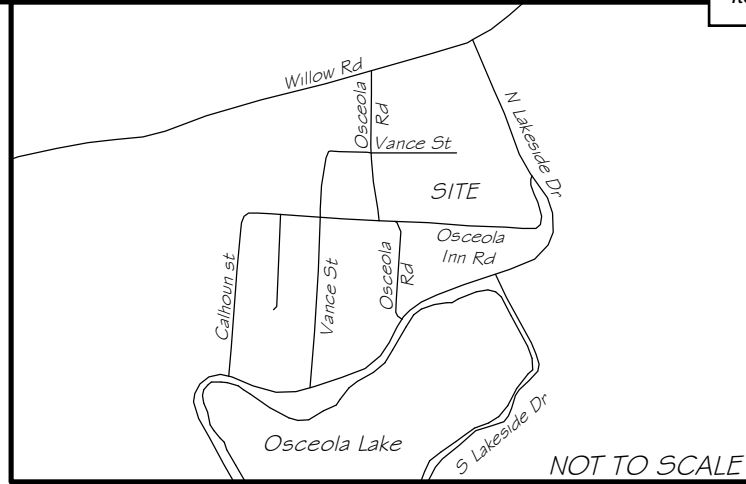 Willow Rd
Osceola
Rd
N Lakeside Dr
Vance St
SITE
Osceola
Inn Rd
Calhoun st
Vance St
Osceola
Rd
Osceola Lake
S Lakeside Dr
NOT TO SCALE